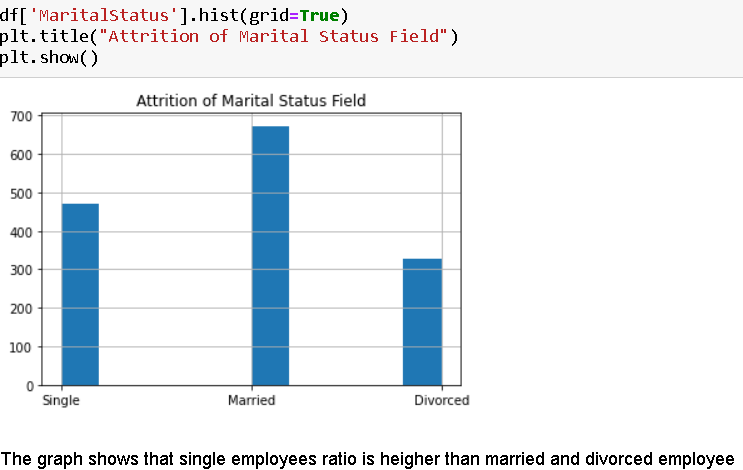 df['MaritalStatus'].hist(grid=True)
plt.title("Attrition of Marital Status Field")
plt.show()
Attrition of Marital Status Field
700
600
500
400
300
200
100
0
Single Married Divorced
The graph shows that single employees ratio is heigher than married and divorced employee